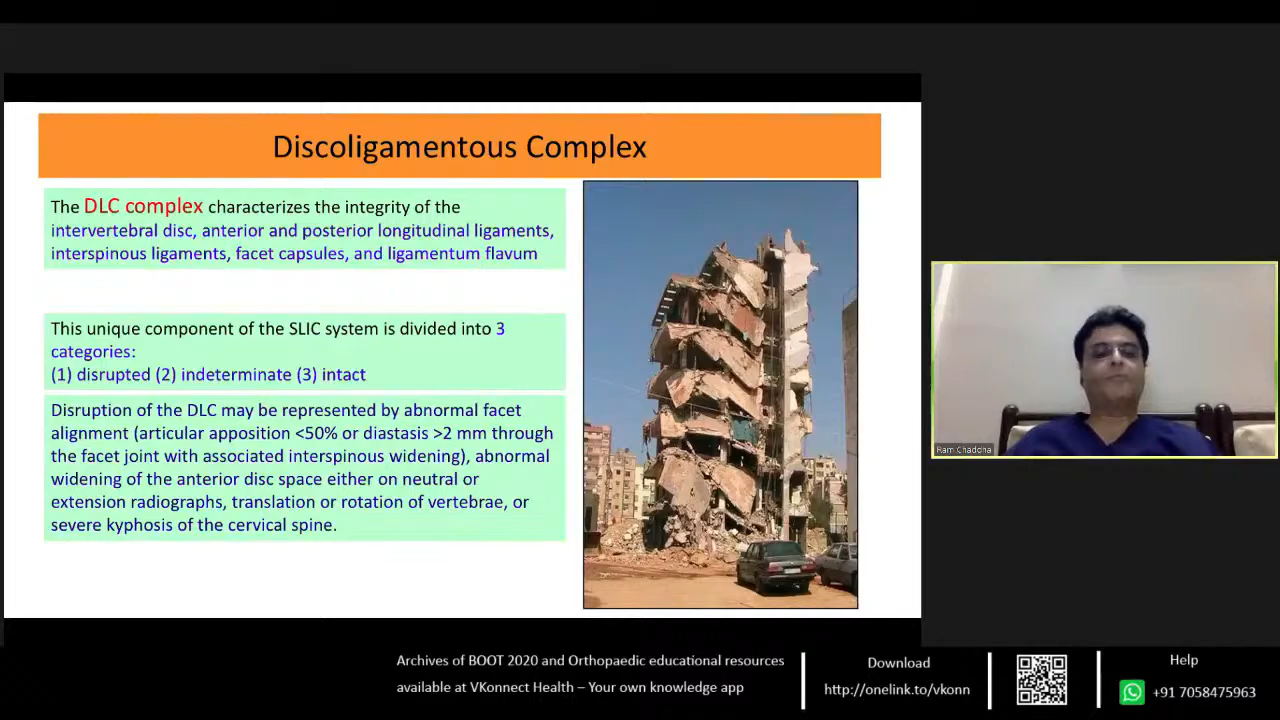 Discoligamentous Complex
The DLC complex characterizes the integrity of the
intervertebral disc, anterior and posterior longitudinal ligaments,
interspinous ligaments, facet capsules, and ligamentum flavum
This unique component of the SLIC system is divided into 3
categories:
(1) disrupted (2) indeterminate (3) intact
Disruption of the DLC may be represented by abnormal facet
alignment (articular apposition <50% or diastasis >2 mm through
the facet joint with associated interspinous widening), abnormal
widening of the anterior disc space either on neutral or
extension radiographs, translation or rotation of vertebrae, or
severe kyphosis of the cervical spine.
Ram Chaddha
Archives of BOOT 2020 and Orthopaedic educational resources
available at VKonnect Health – Your own knowledge app
Download
http://onelink.to/vkonn
Help
+91 7058475963